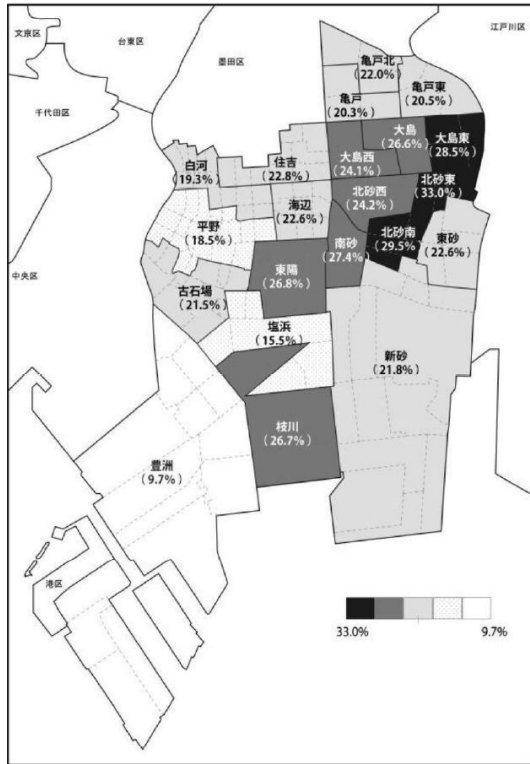 文京区
台東区
墨田区
江戸川区
千代田区
亀戸北
（22.0%）
亀戸東
（20.5%）
亀戸
（20.3%）
大島
（26.6%）
大島東
（28.5%）
白河
（19.3%）
住吉
（22.8%）
大島西
（24.1%）
北砂東
（33.0%）
北砂西
（24.2%）
海辺
（22.6%）
平野
（18.5%）
北砂南
（29.5%）
東砂
（22.6%）
南砂
（27.4%）
東陽
（26.8%）
中央区
古石場
（21.5%）
塩浜
（15.5%）
新砂
（21.8%）
枝川
（26.7%）
豊洲
（9.7%）
港区
33.0%
9.7%